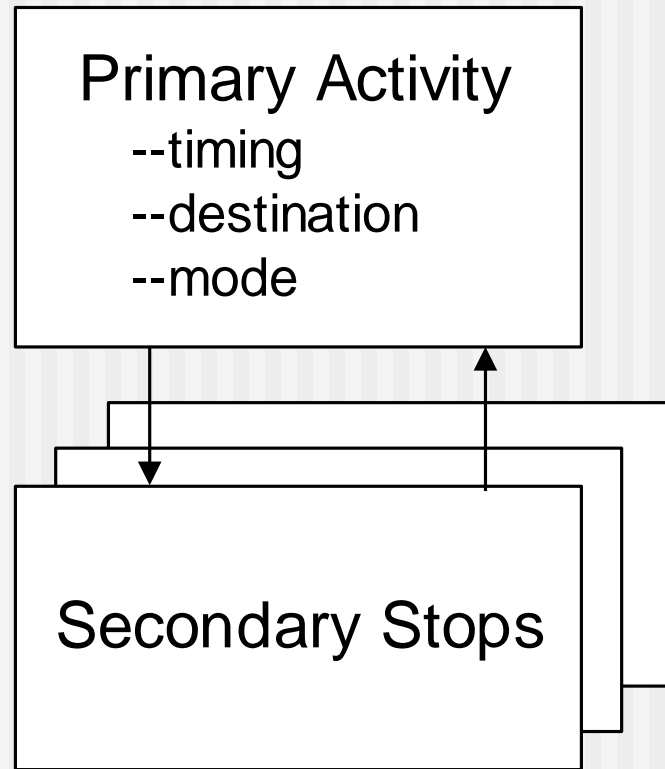 Primary Activity
--timing
--destination
--mode
Secondary Stops